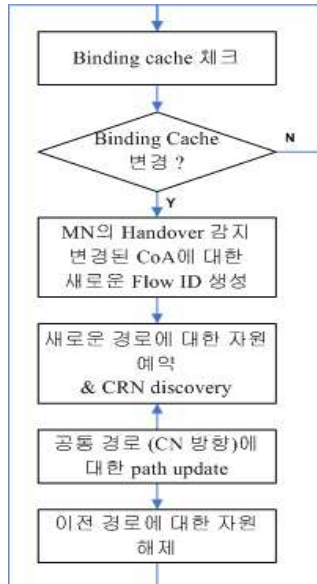 Binding cache 체크
Binding Cache
변경 ?
N
Y
MN의 Handover 감지
변경된 CoA에 대한
새로운 Flow ID 생성
새로운 경로에 대한 자원
예약
& CRN discovery
공통 경로 (CN 방향)에
대한 path update
이전 경로에 대한 자원
해제